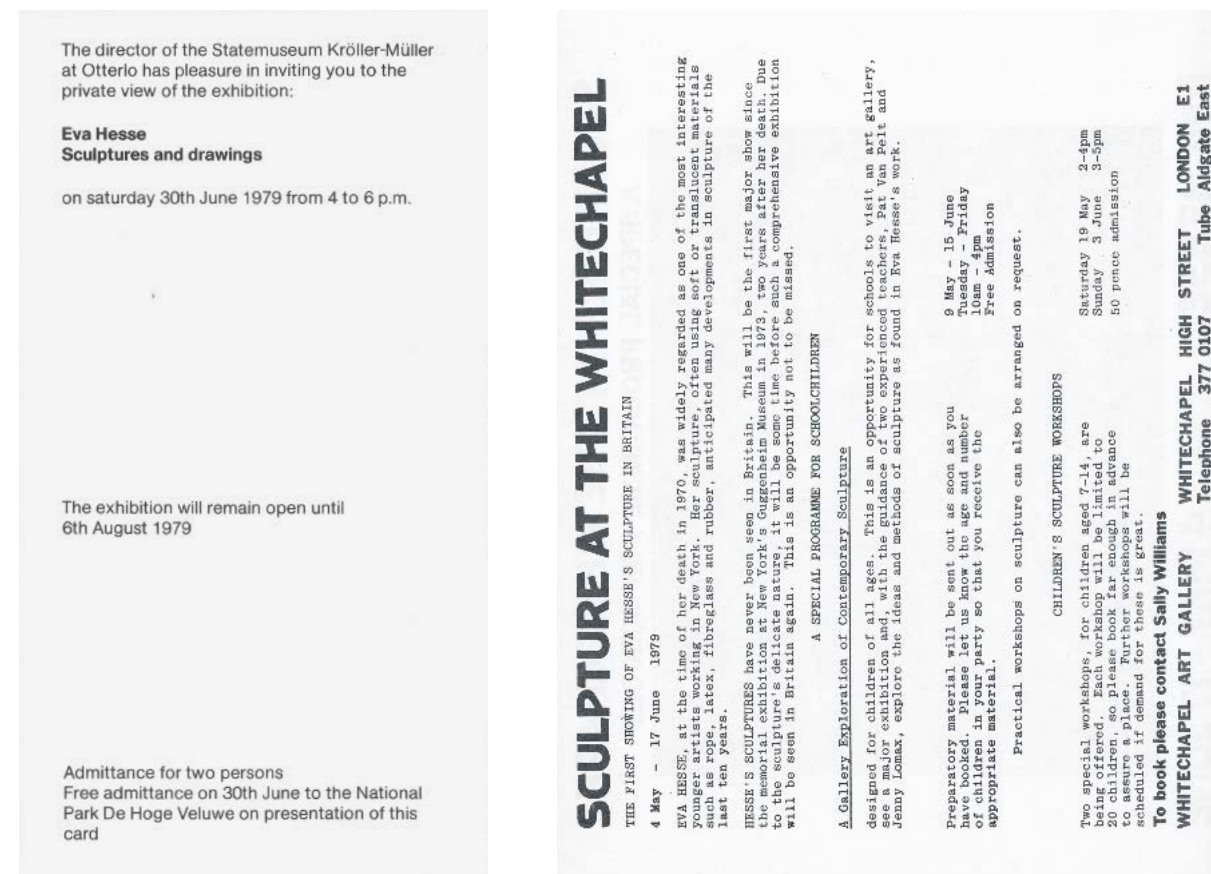 The director of the Statemuseum Kröller-Müller
at Otterlo has pleasure in inviting you to the
private view of the exhibition:
Eva Hesse
Sculptures and drawings
on saturday 30th June 1979 from 4 to 6 p.m.
The exhibition will remain open until
6th August 1979
Admittance for two persons
Free admittance on 30th June to the National
Park De Hoge Veluwe on presentation of this
card
SCULPTURE AT THE WHITECHAPEL
THE FIRST SHOWING OF EVA HESSE'S SCULPTURE IN BRITAIN
4 May - 17 June 1979
EVA HESSE, at the time of her death in 1970, was widely regarded as one of the most interesting
younger artists working in New York. Her sculpture, often using soft or translucent materials
such as rope, latex, fibreglass and rubber, anticipated many developments in sculpture of the
last ten years.
HESSE'S SCULPTURES have never been seen in Britain. This will be the first major show since
the memorial exhibition at New York's Guggenheim Museum in 1973, two years after her death. Due
to the sculpture's delicate nature, it will be some time before such a comprehensive exhibition
will be seen in Britain again. This is an opportunity not to be missed.
A SPECIAL PROGRAMME FOR SCHOOLCHILDREN
A Gallery Exploration of Contemporary Sculpture
designed for children of all ages. This is an opportunity for schools to visit an art gallery,
see a major exhibition and, with the guidance of two experienced teachers, Pat Van Pelt and
Jenny Lomax, explore the ideas and methods of sculpture as found in Eva Hesse's work.
9 May - 15 June
Tuesday - Friday
10am - 4pm
Free Admission
Preparatory material will be sent out as soon as you
have booked. Please let us know the age and number
of children in your party so that you receive the
appropriate material.
Practical workshops on sculpture can also be arranged on request.
CHILDREN'S SCULPTURE WORKSHOPS
Two special workshops, for children aged 7-14, are
being offered. Each workshop will be limited to
20 children, so please book far enough in advance
to assure a place. Further workshops will be
scheduled if demand for these is great.
Saturday 19 May 2-4pm
Sunday 3 June 3-5pm
50 pence admission
To book please contact Sally Williams
WHITECHAPEL ART GALLERY WHITECHAPEL HIGH STREET LONDON E1
Telephone 377 0107 Tube Aldgate East